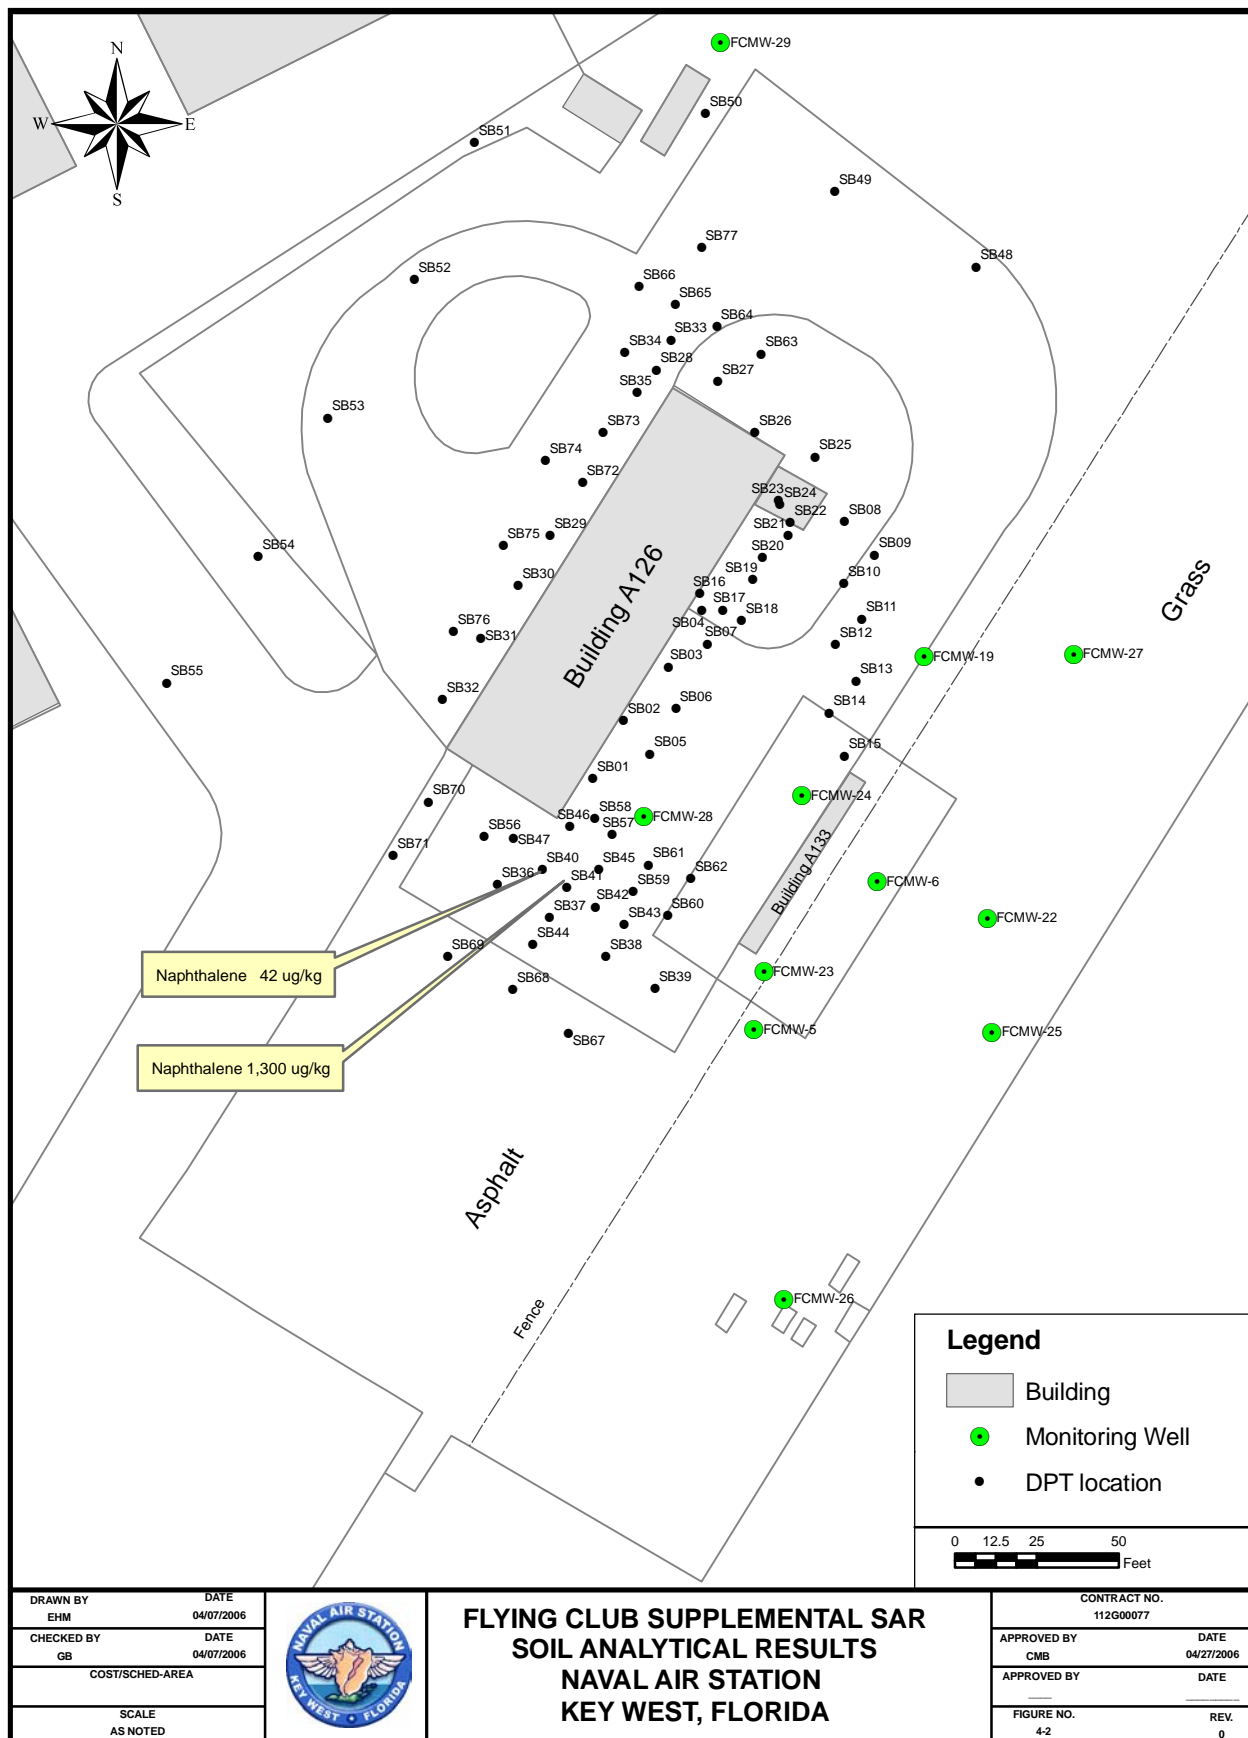 FCMW-29
N
W
E
S
SB50
SB51
SB49
SB77
SB48
SB52
SB66
SB65
SB64
SB33
SB34
SB63
SB28
SB27
SB35
SB53
SB73
SB26
SB74
SB25
SB72
SB23
SB24
SB22
SB08
SB21
SB75
SB29
SB54
SB20
SB09
SB30
SB19
SB10
SB16
Building A126
Grass
SB17
SB18
SB04
SB11
SB76
SB31
SB07
SB12
FCMW-19
FCMW-27
SB03
SB55
SB13
SB32
SB06
SB02
SB14
SB05
SB15
SB01
FCMW-24
SB70
SB46
SB58
FCMW-28
SB56
SB47
SB57
SB71
SB40
SB45
SB61
SB62
Building A133
FCMW-6
SB36
SB41
SB59
SB42
SB37
SB43
SB60
FCMW-22
SB44
SB69
SB38
Naphthalene 42 ug/kg
FCMW-23
SB68
SB39
FCMW-5
FCMW-25
SB67
Naphthalene 1,300 ug/kg
Asphalt
Fence
FCMW-26
Legend
Building
Monitoring Well
DPT location
0 12.5 25 50
Feet
DRAWN BY DATE
EHM 04/07/2006
CHECKED BY DATE
GB 04/07/2006
COST/SCHED-AREA
SCALE
AS NOTED
NAVAL AIR STATION
KEY WEST FLORIDA
FLYING CLUB SUPPLEMENTAL SAR
SOIL ANALYTICAL RESULTS
NAVAL AIR STATION
KEY WEST, FLORIDA
CONTRACT NO.
112G00077
APPROVED BY DATE
CMB 04/27/2006
APPROVED BY DATE
FIGURE NO. REV.
4-2 0